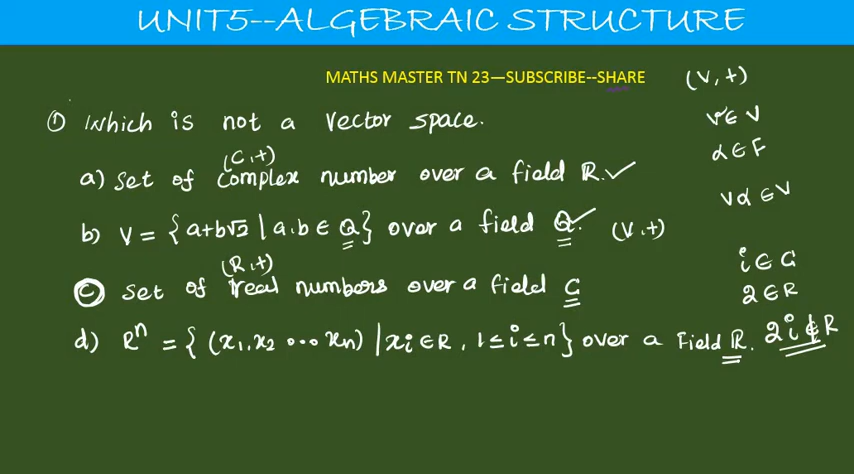 UNIT5--ALGEBRAIC STRUCTURE
MATHS MASTER TN 23—SUBSCRIBE--SHARE
(V,+)
① Which is not a vector space.
v ∈ V
α ∈ F
(C,+)
a) Set of complex number over a field R. ✓
vα ∈ V
b) V = {a+b√2 | a,b ∈ Q} over a field Q. ✓ (V,+)
(R,+)
i ∈ C
Ⓒ Set of real numbers over a field C
2 ∈ R
d) Rⁿ = { (x₁,x₂ ... xₙ) | xi ∈ R, 1 ≤ i ≤ n} over a Field R.
2i ∉ R